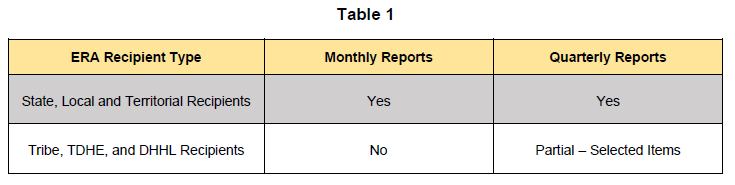 Table 1
ERA Recipient Type Monthly Reports Quarterly Reports
State, Local and Territorial Recipients Yes Yes
Tribe, TDHE, and DHHL Recipients No Partial – Selected Items